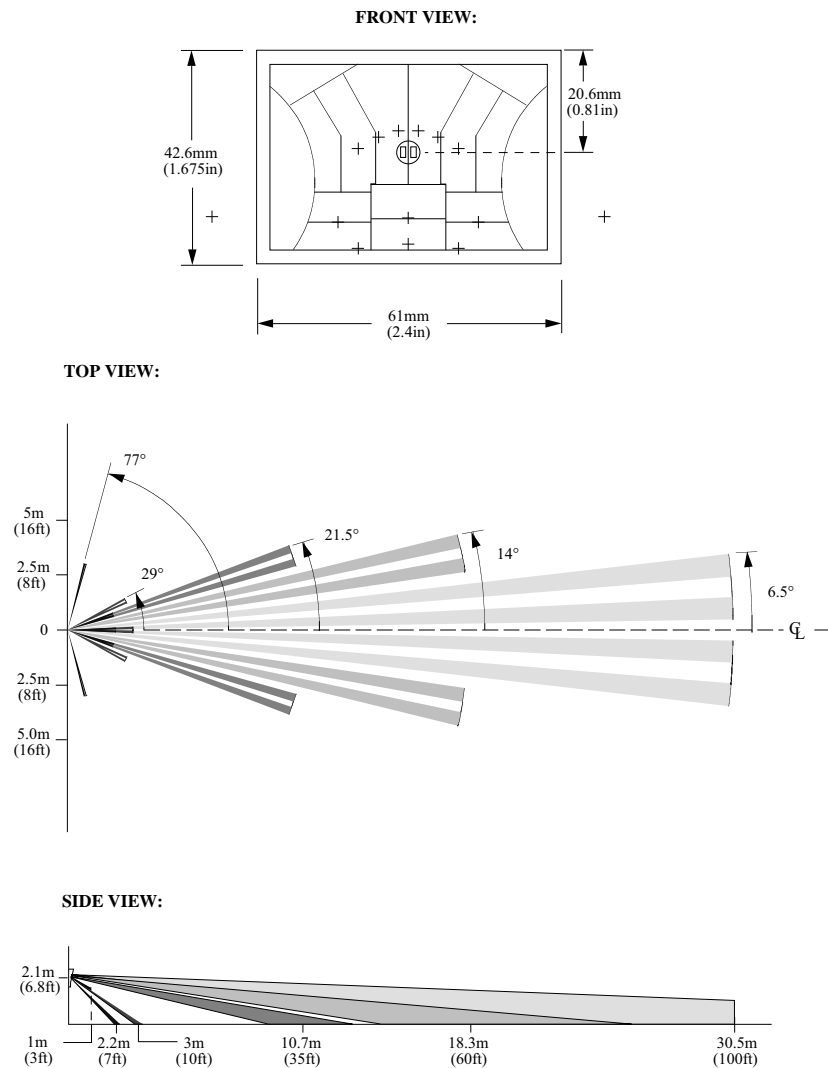 FRONT VIEW:
20.6mm
(0.81in)
42.6mm
(1.675in)
61mm
(2.4in)
TOP VIEW:
77°
5m
(16ft)
21.5°
14°
2.5m
(8ft)
29°
6.5°
0
CL
2.5m
(8ft)
5.0m
(16ft)
SIDE VIEW:
2.1m
(6.8ft)
1m
(3ft)
2.2m
(7ft)
3m
(10ft)
10.7m
(35ft)
18.3m
(60ft)
30.5m
(100ft)